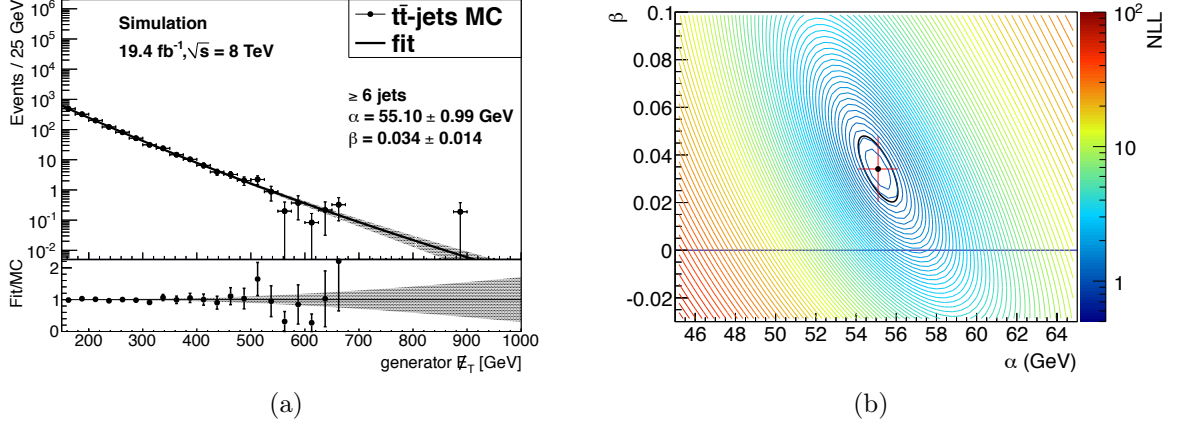 Events / 25 GeV
10⁶
10⁵
10⁴
10³
10²
10
1
10⁻¹
10⁻²
Simulation
19.4 fb⁻¹,√s = 8 TeV
tt̄-jets MC
fit
≥ 6 jets
α = 55.10 ± 0.99 GeV
β = 0.034 ± 0.014
Fit/MC
2
1
0
200 300 400 500 600 700 800 900 1000
generator E̸_T [GeV]
(a)
β
0.1
0.08
0.06
0.04
0.02
0
-0.02
46 48 50 52 54 56 58 60 62 64
α (GeV)
NLL
10²
10
1
(b)